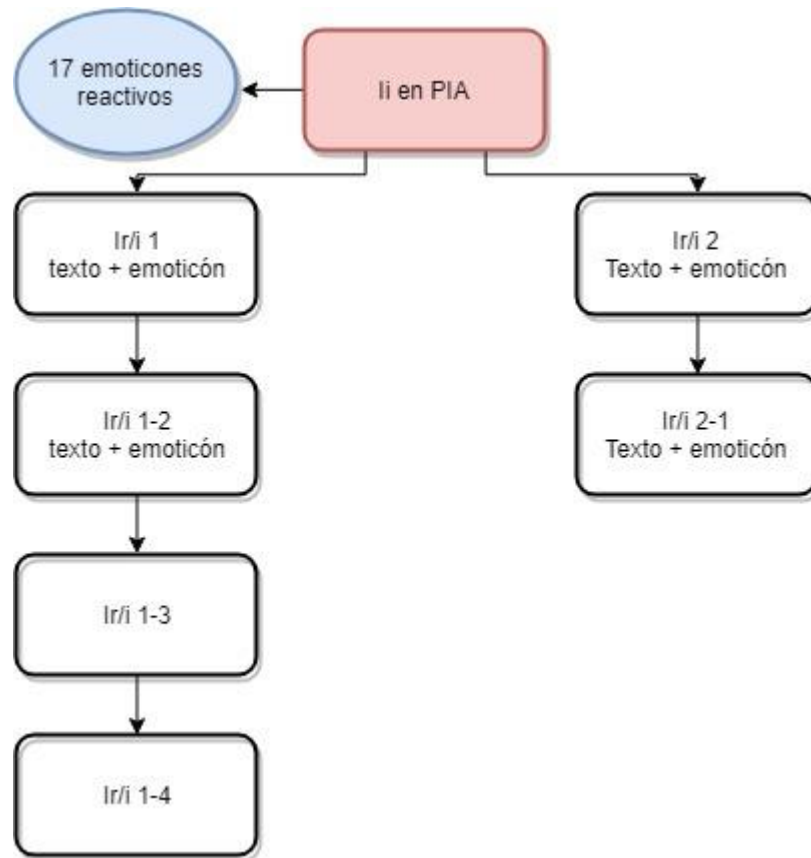 17 emoticones
reactivos
Ii en PIA
Ir/i 1
texto + emoticón
Ir/i 2
Texto + emoticón
Ir/i 1-2
texto + emoticón
Ir/i 2-1
Texto + emoticón
Ir/i 1-3
Ir/i 1-4